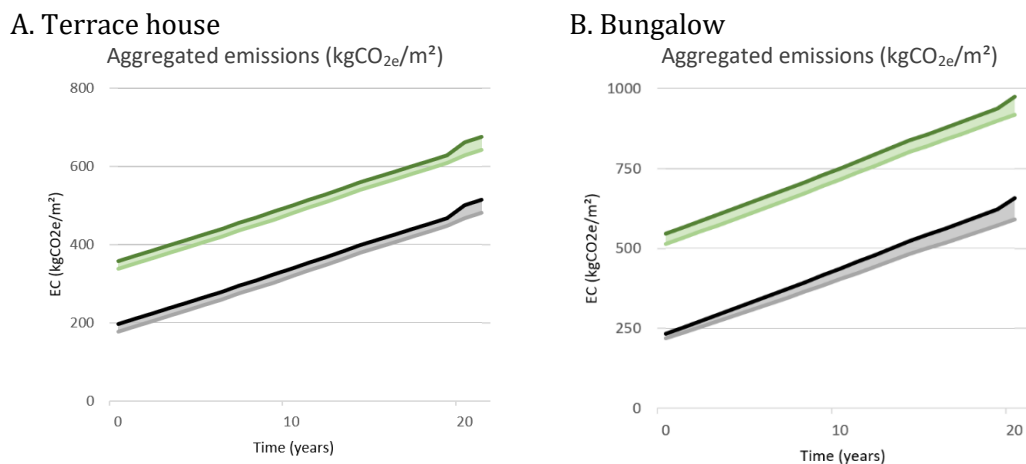 A. Terrace house
Aggregated emissions (kgCO₂ₑ/m²)
800
600
400
200
0
EC (kgCO2e/m²)
0 10 20
Time (years)
B. Bungalow
Aggregated emissions (kgCO₂ₑ/m²)
1000
750
500
250
0
EC (kgCO2e/m²)
0 10 20
Time (years)